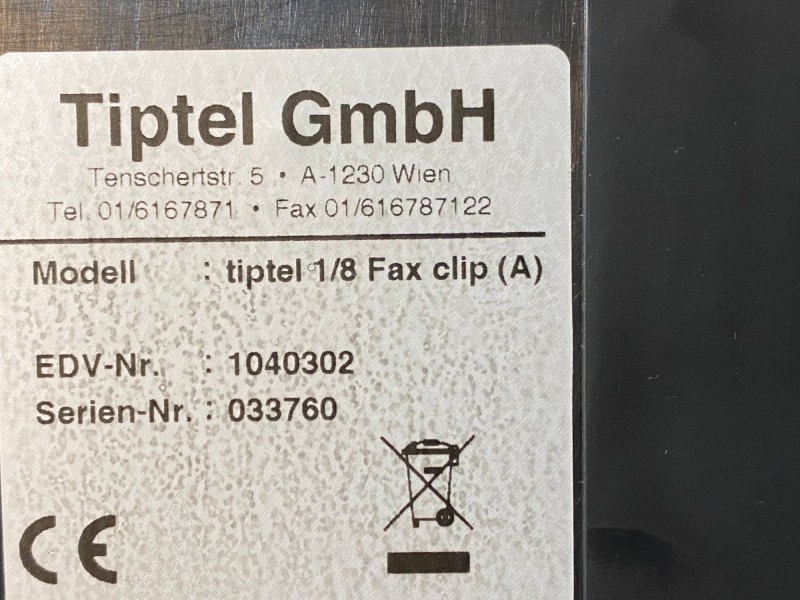 Tiptel GmbH
Tenschertstr. 5 • A-1230 Wien
Tel. 01/6167871 • Fax 01/616787122
Modell : tiptel 1/8 Fax clip (A)
EDV-Nr. : 1040302
Serien-Nr. : 033760
CE